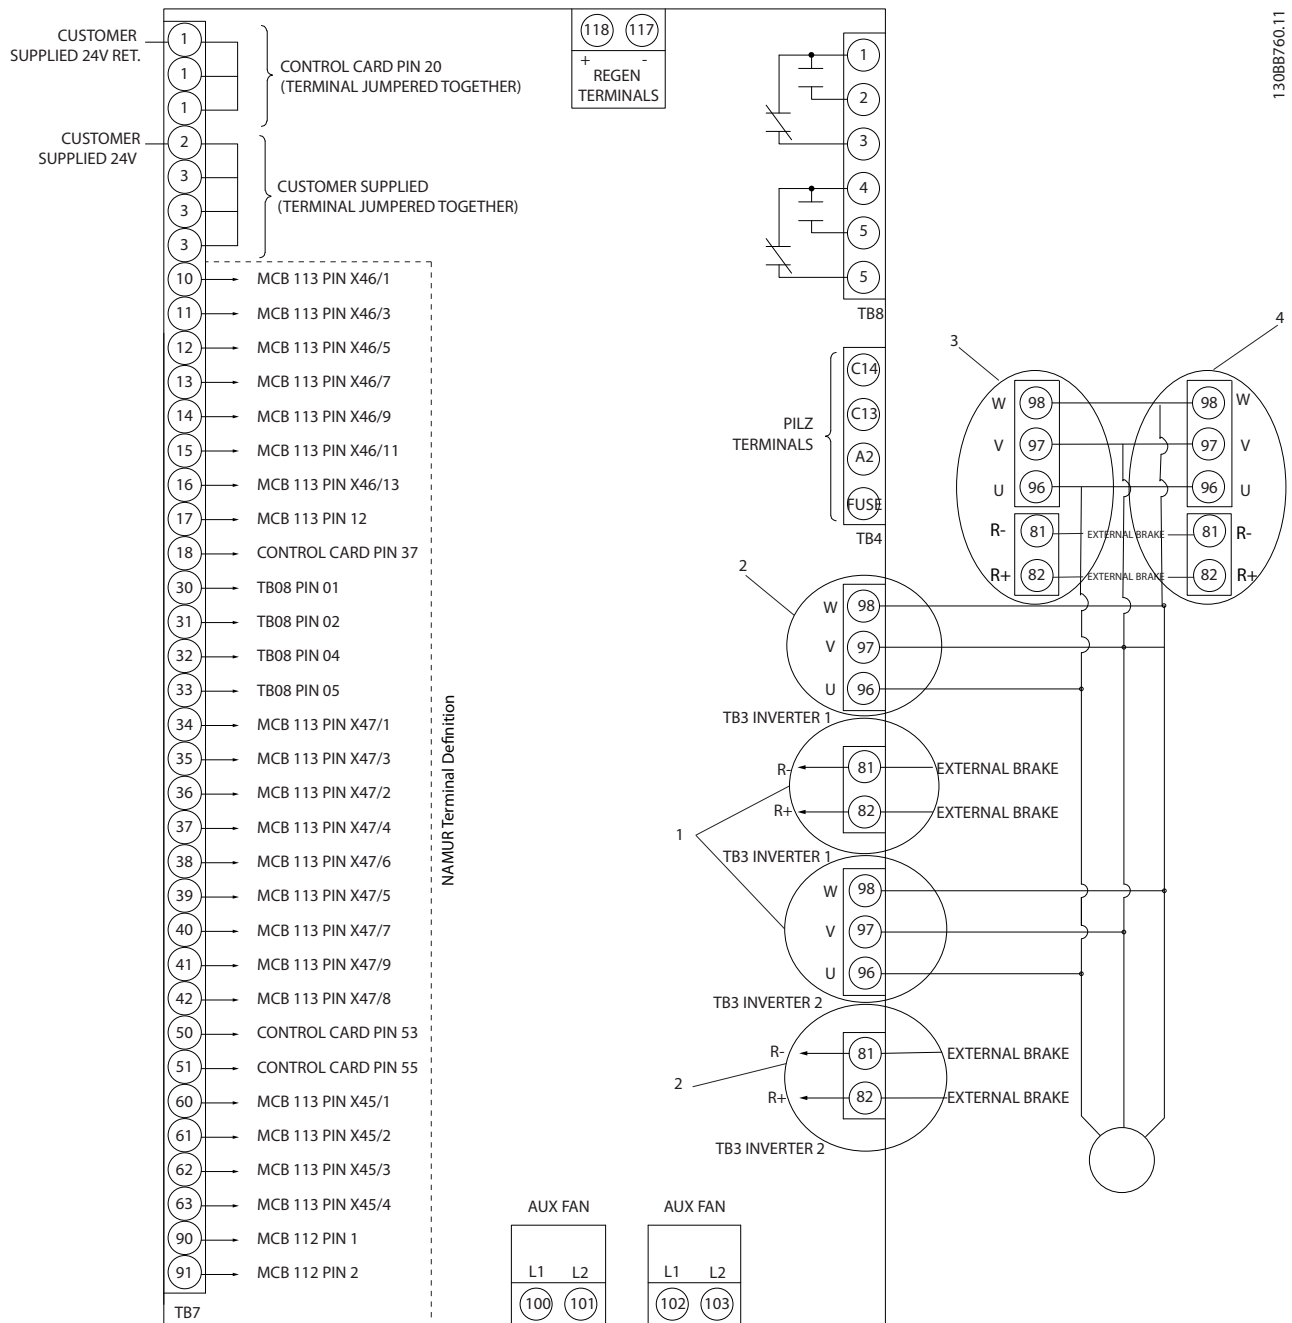 130BB760.11
CUSTOMER
SUPPLIED 24V RET.
1
1
1
CONTROL CARD PIN 20
(TERMINAL JUMPERED TOGETHER)
CUSTOMER
SUPPLIED 24V
2
3
3
3
CUSTOMER SUPPLIED
(TERMINAL JUMPERED TOGETHER)
10 MCB 113 PIN X46/1
11 MCB 113 PIN X46/3
12 MCB 113 PIN X46/5
13 MCB 113 PIN X46/7
14 MCB 113 PIN X46/9
15 MCB 113 PIN X46/11
16 MCB 113 PIN X46/13
17 MCB 113 PIN 12
18 CONTROL CARD PIN 37
30 TB08 PIN 01
31 TB08 PIN 02
32 TB08 PIN 04
33 TB08 PIN 05
34 MCB 113 PIN X47/1
35 MCB 113 PIN X47/3
36 MCB 113 PIN X47/2
37 MCB 113 PIN X47/4
38 MCB 113 PIN X47/6
39 MCB 113 PIN X47/5
40 MCB 113 PIN X47/7
41 MCB 113 PIN X47/9
42 MCB 113 PIN X47/8
50 CONTROL CARD PIN 53
51 CONTROL CARD PIN 55
60 MCB 113 PIN X45/1
61 MCB 113 PIN X45/2
62 MCB 113 PIN X45/3
63 MCB 113 PIN X45/4
90 MCB 112 PIN 1
91 MCB 112 PIN 2
TB7
NAMUR Terminal Definition
118 117
+ -
REGEN
TERMINALS
1
2
3
4
5
5
TB8
PILZ
TERMINALS
C14
C13
A2
FUSE
TB4
2
W 98
V 97
U 96
TB3 INVERTER 1
1
R- 81 EXTERNAL BRAKE
R+ 82 EXTERNAL BRAKE
TB3 INVERTER 1
W 98
V 97
U 96
TB3 INVERTER 2
2
R- 81 EXTERNAL BRAKE
R+ 82 EXTERNAL BRAKE
TB3 INVERTER 2
3
4
W 98 98 W
V 97 97 V
U 96 96 U
R- 81 EXTERNAL BRAKE 81 R-
R+ 82 EXTERNAL BRAKE 82 R+
AUX FAN
L1 L2
100 101
AUX FAN
L1 L2
102 103